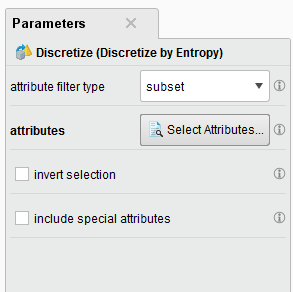 Parameters
Discretize (Discretize by Entropy)
attribute filter type subset
attributes Select Attributes...
invert selection
include special attributes